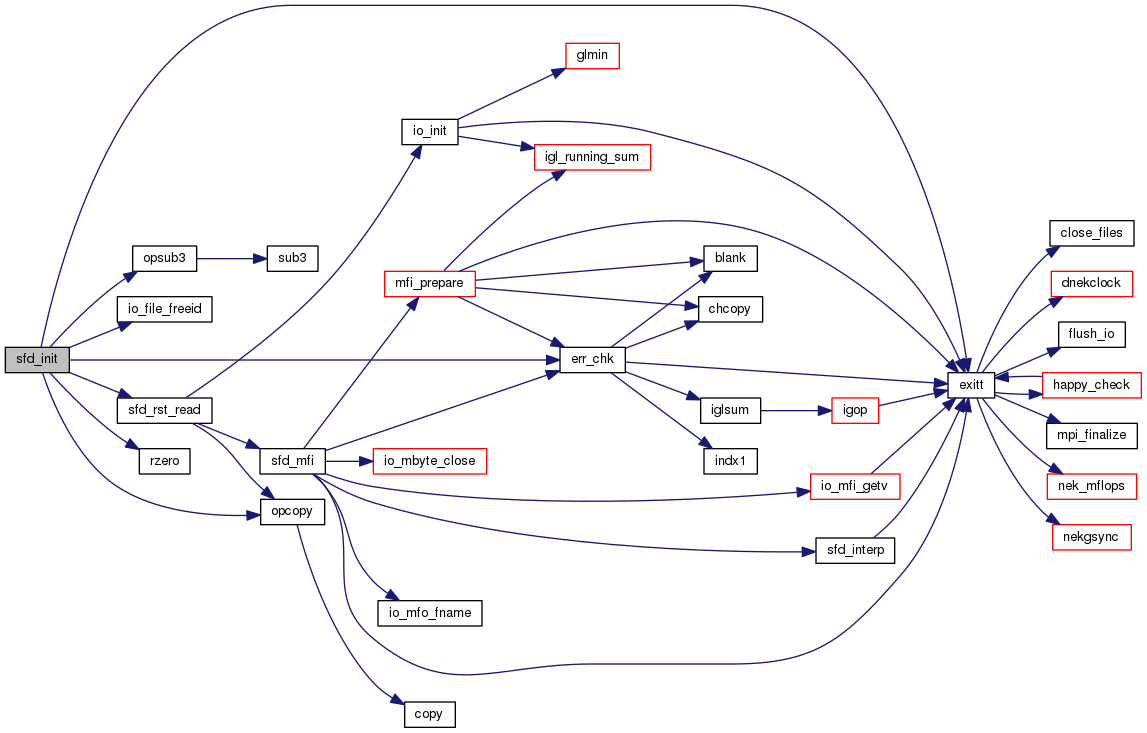 glmin
io_init
igl_running_sum
close_files
opsub3
sub3
blank
mfi_prepare
dnekclock
io_file_freeid
chcopy
flush_io
sfd_init
err_chk
exitt
happy_check
sfd_rst_read
iglsum
igop
mpi_finalize
rzero
sfd_mfi
io_mbyte_close
indx1
io_mfi_getv
nek_mflops
opcopy
nekgsync
sfd_interp
io_mfo_fname
copy